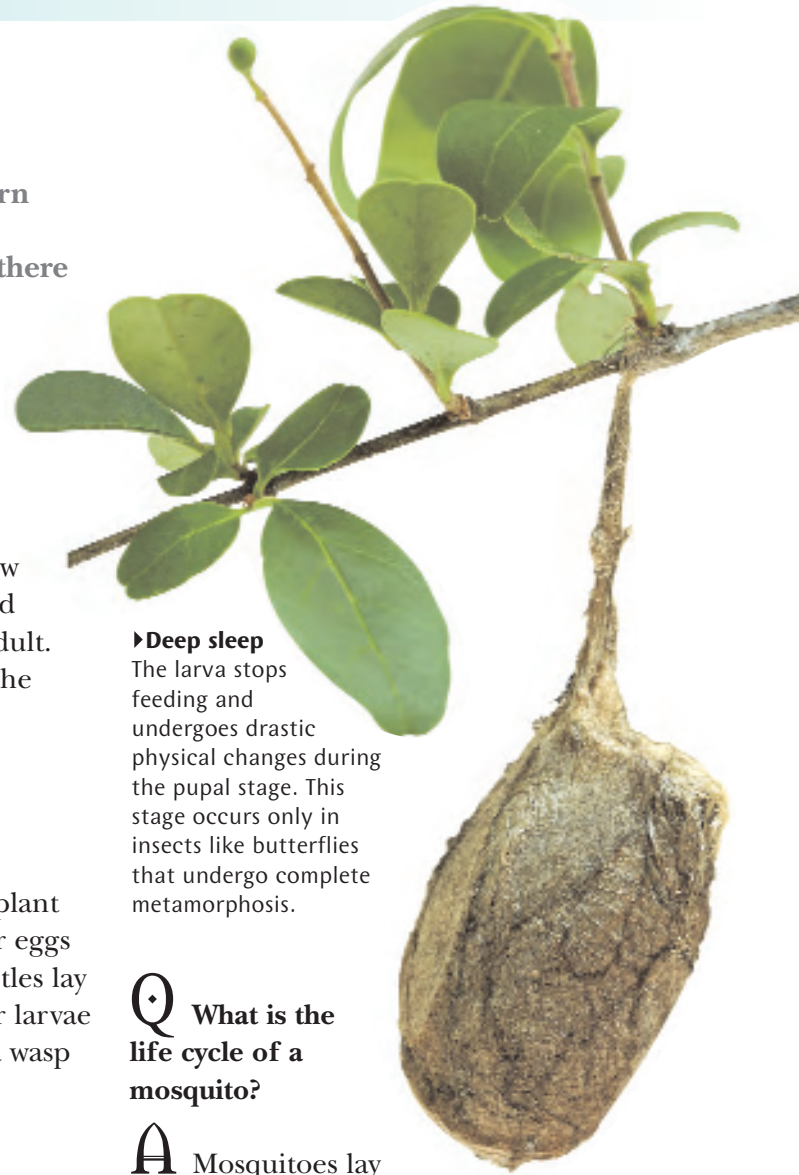 there
dult.
plant
r eggs
tles lay
r larvae
wasp
▸Deep sleep
The larva stops
feeding and
undergoes drastic
physical changes during
the pupal stage. This
stage occurs only in
insects like butterflies
that undergo complete
metamorphosis.
Q What is the
life cycle of a
mosquito?
A Mosquitoes lay